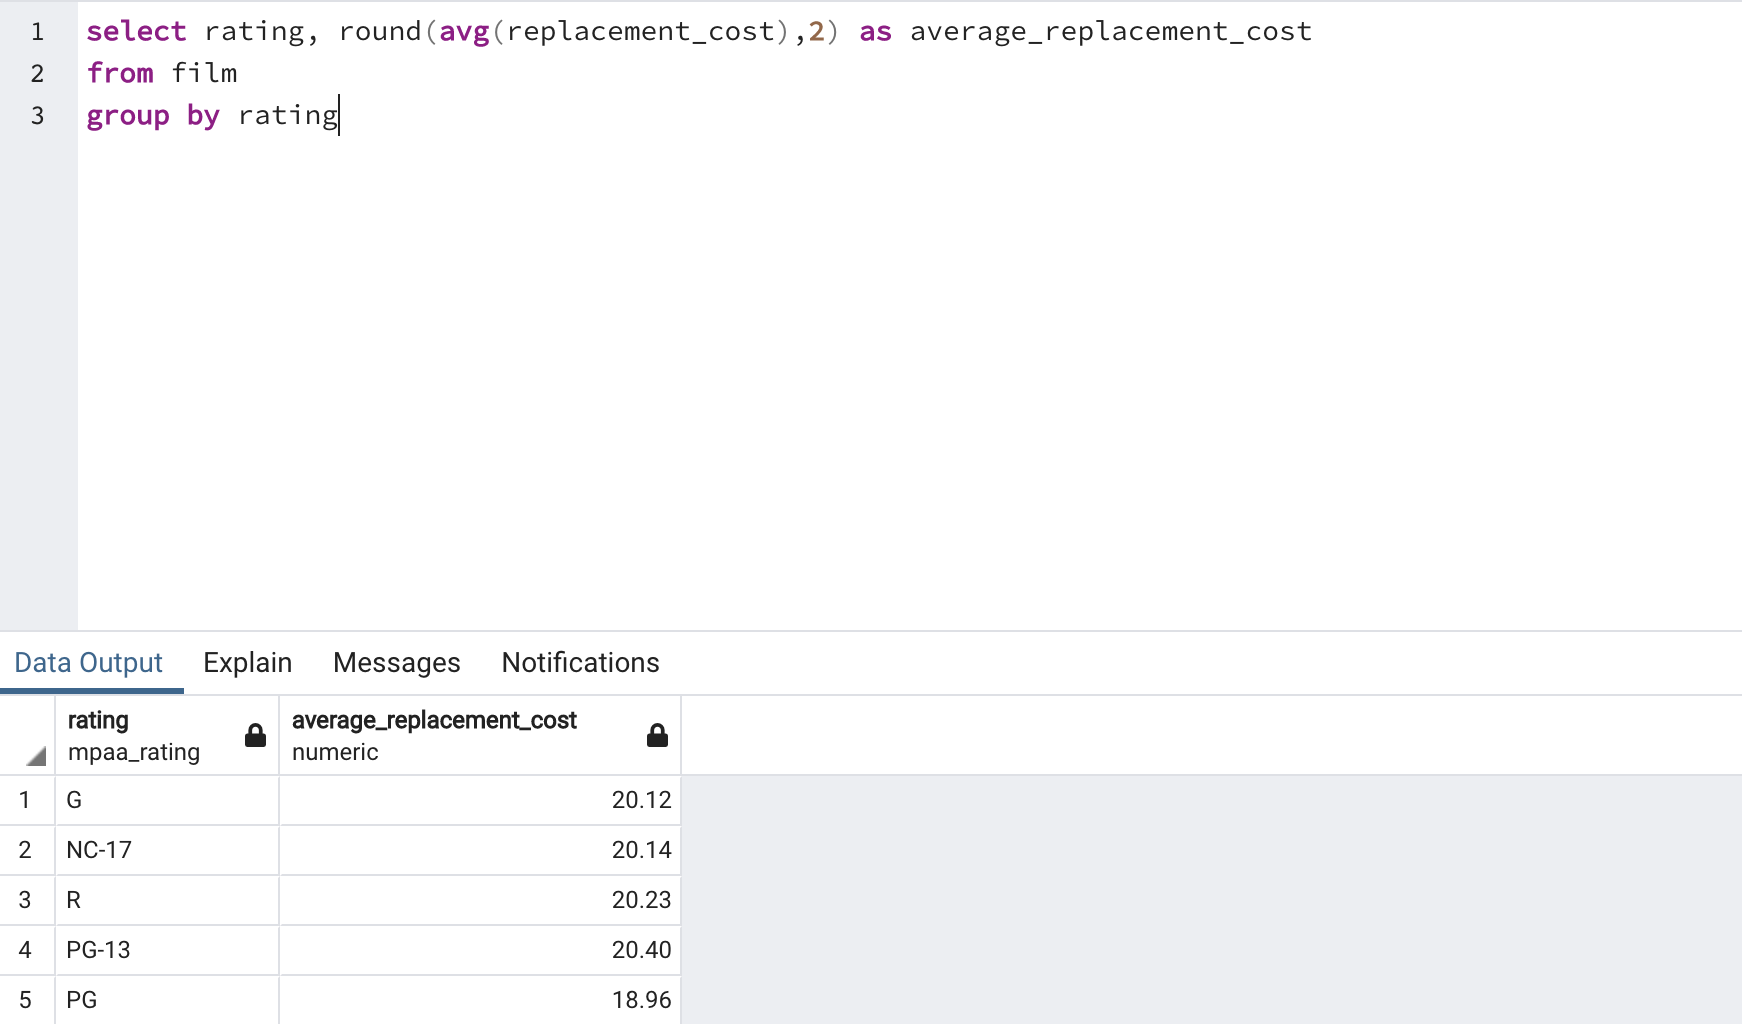 1 select rating, round(avg(replacement_cost),2) as average_replacement_cost
2 from film
3 group by rating
Data Output Explain Messages Notifications
rating average_replacement_cost
mpaa_rating numeric
1 G 20.12
2 NC-17 20.14
3 R 20.23
4 PG-13 20.40
5 PG 18.96